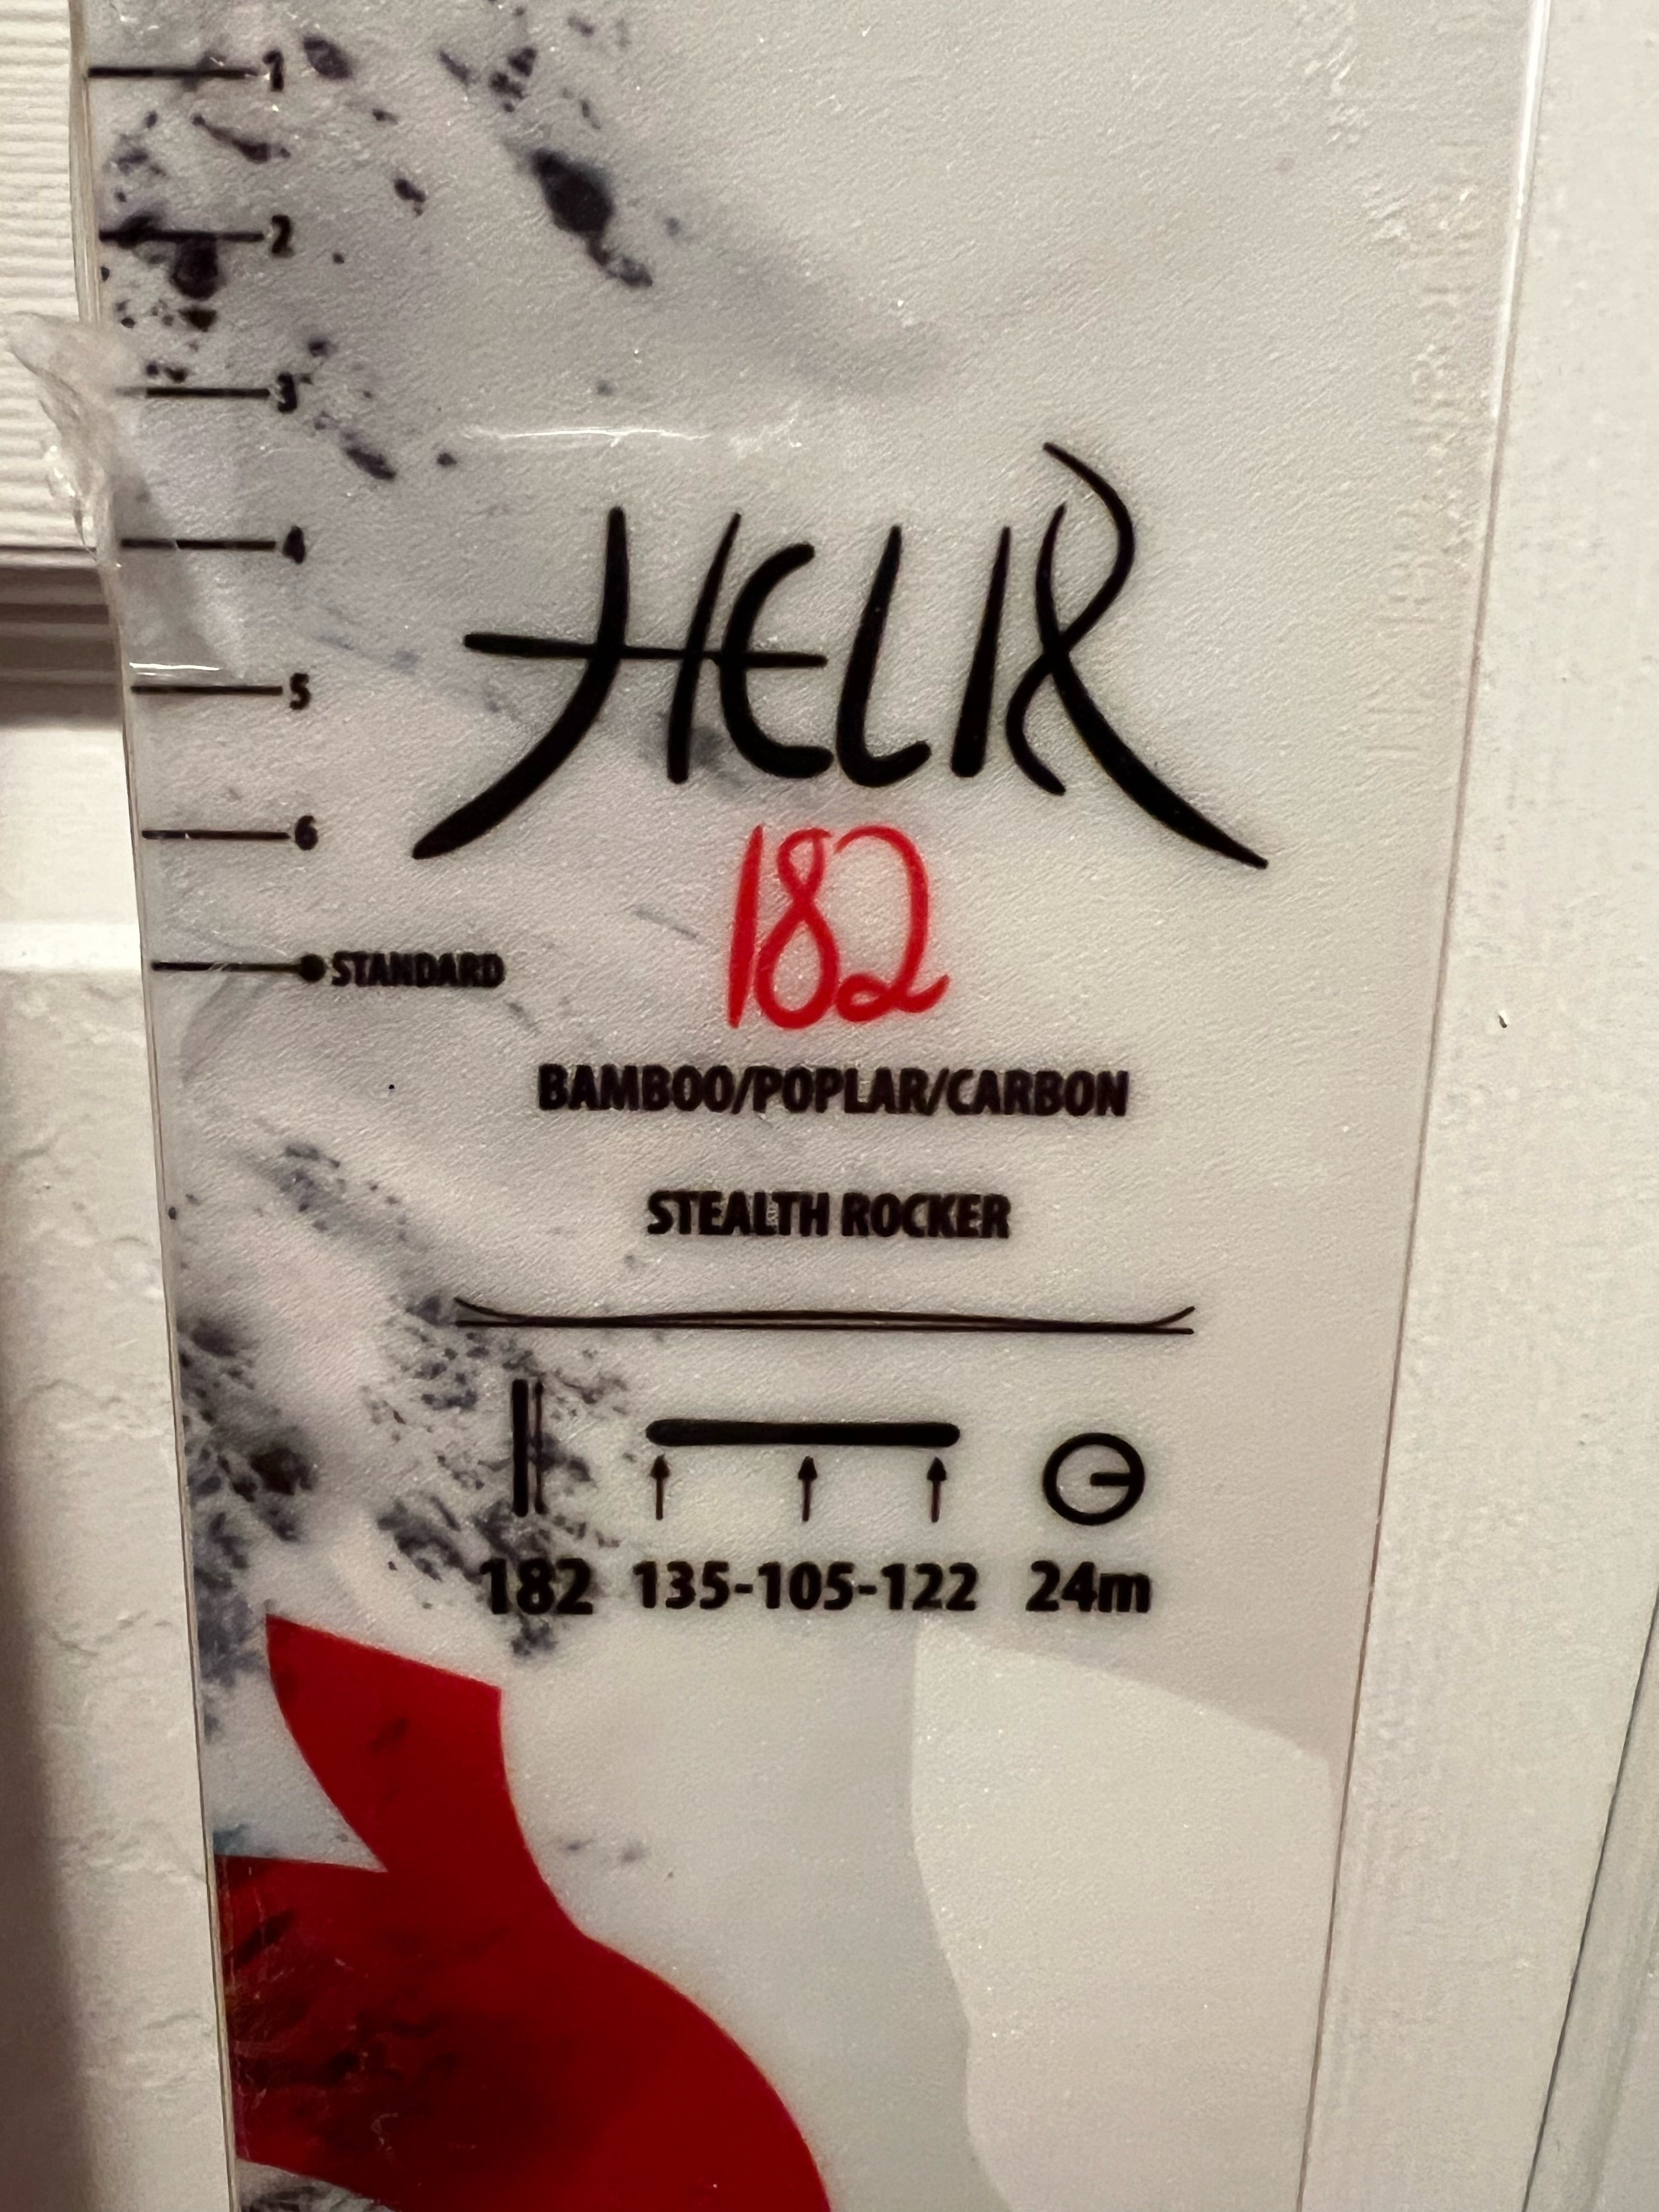 1
2
3
4
5
6
STANDARD
HELIX
182
BAMBOO/POPLAR/CARBON
STEALTH ROCKER
182 135-105-122 24m